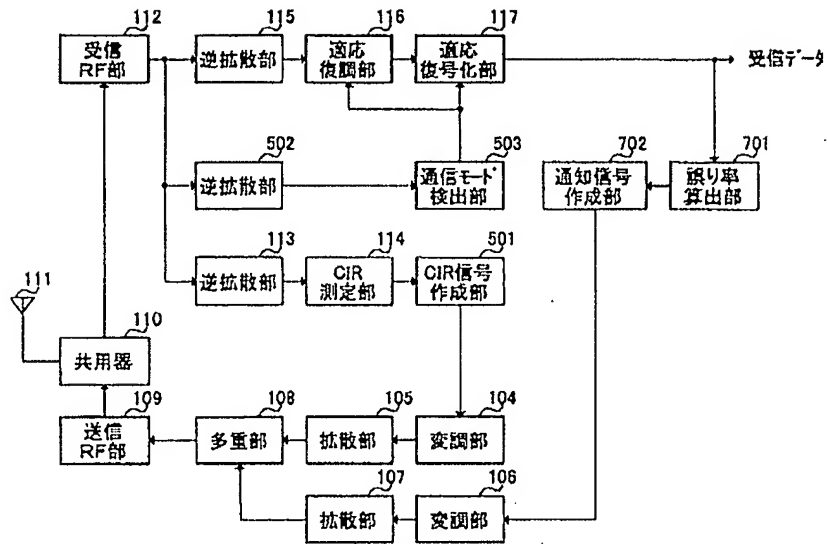 112
受信
RF部
115
逆拡散部
116
適応
復調部
117
適応
復号化部
受信データ
502
逆拡散部
503
通信モード
検出部
702
通知信号
作成部
701
誤り率
算出部
113
逆拡散部
114
CIR
測定部
501
CIR信号
作成部
111
110
共用器
109
送信
RF部
108
多重部
105
拡散部
104
変調部
107
拡散部
106
変調部